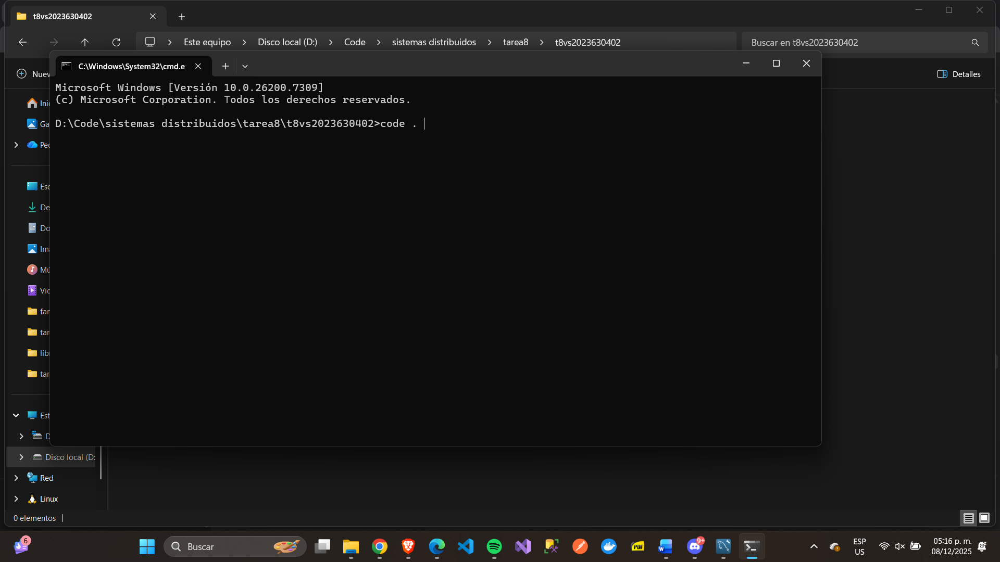 t8vs2023630402
Este equipo > Disco local (D:) > Code > sistemas distribuidos > tarea8 > t8vs2023630402
Buscar en t8vs2023630402
C:\Windows\System32\cmd.e
Nuev
Detalles
Microsoft Windows [Versión 10.0.26200.7309]
(c) Microsoft Corporation. Todos los derechos reservados.
D:\Code\sistemas distribuidos\tarea8\t8vs2023630402>code .
Inic
Ga
Pec
Esc
De
Do
Ima
Mú
Vid
far
tar
libr
tar
Est
D
Disco local (D:
Red
Linux
0 elementos
6
Buscar
PDF
9+
ESP
US
05:16 p. m.
08/12/2025